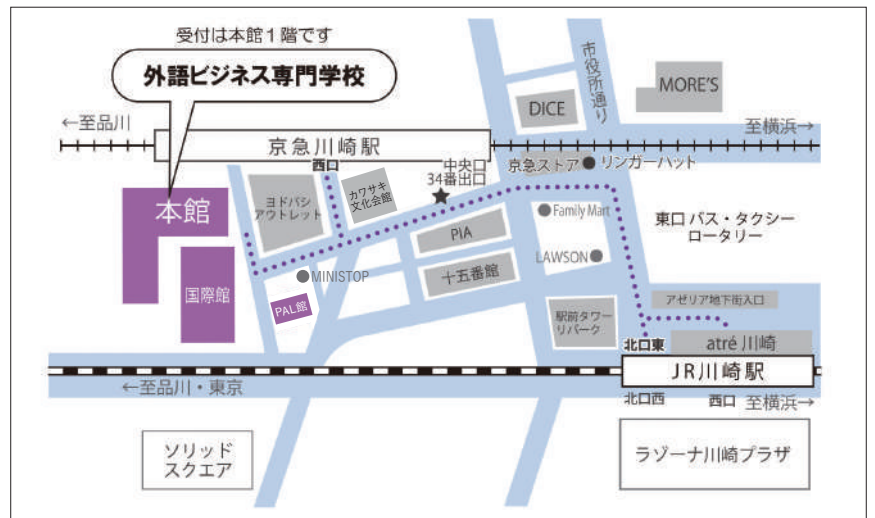 受付は本館１階です
外語ビジネス専門学校
←至品川
京急川崎駅
西口
中央口
34番出口
DICE
市役所通り
MORE'S
至横浜→
京急ストア
リンガーハット
本館
ヨドバシ
アウトレット
カワサキ
文化会館
Family Mart
東口 バス・タクシー
ロータリー
PIA
LAWSON
国際館
MINISTOP
十五番館
PAL館
駅前タワー
リパーク
アゼリア地下街入口
北口東
atré 川崎
JR川崎駅
←至品川・東京
北口西
西口
至横浜→
ソリッド
スクエア
ラゾーナ川崎プラザ